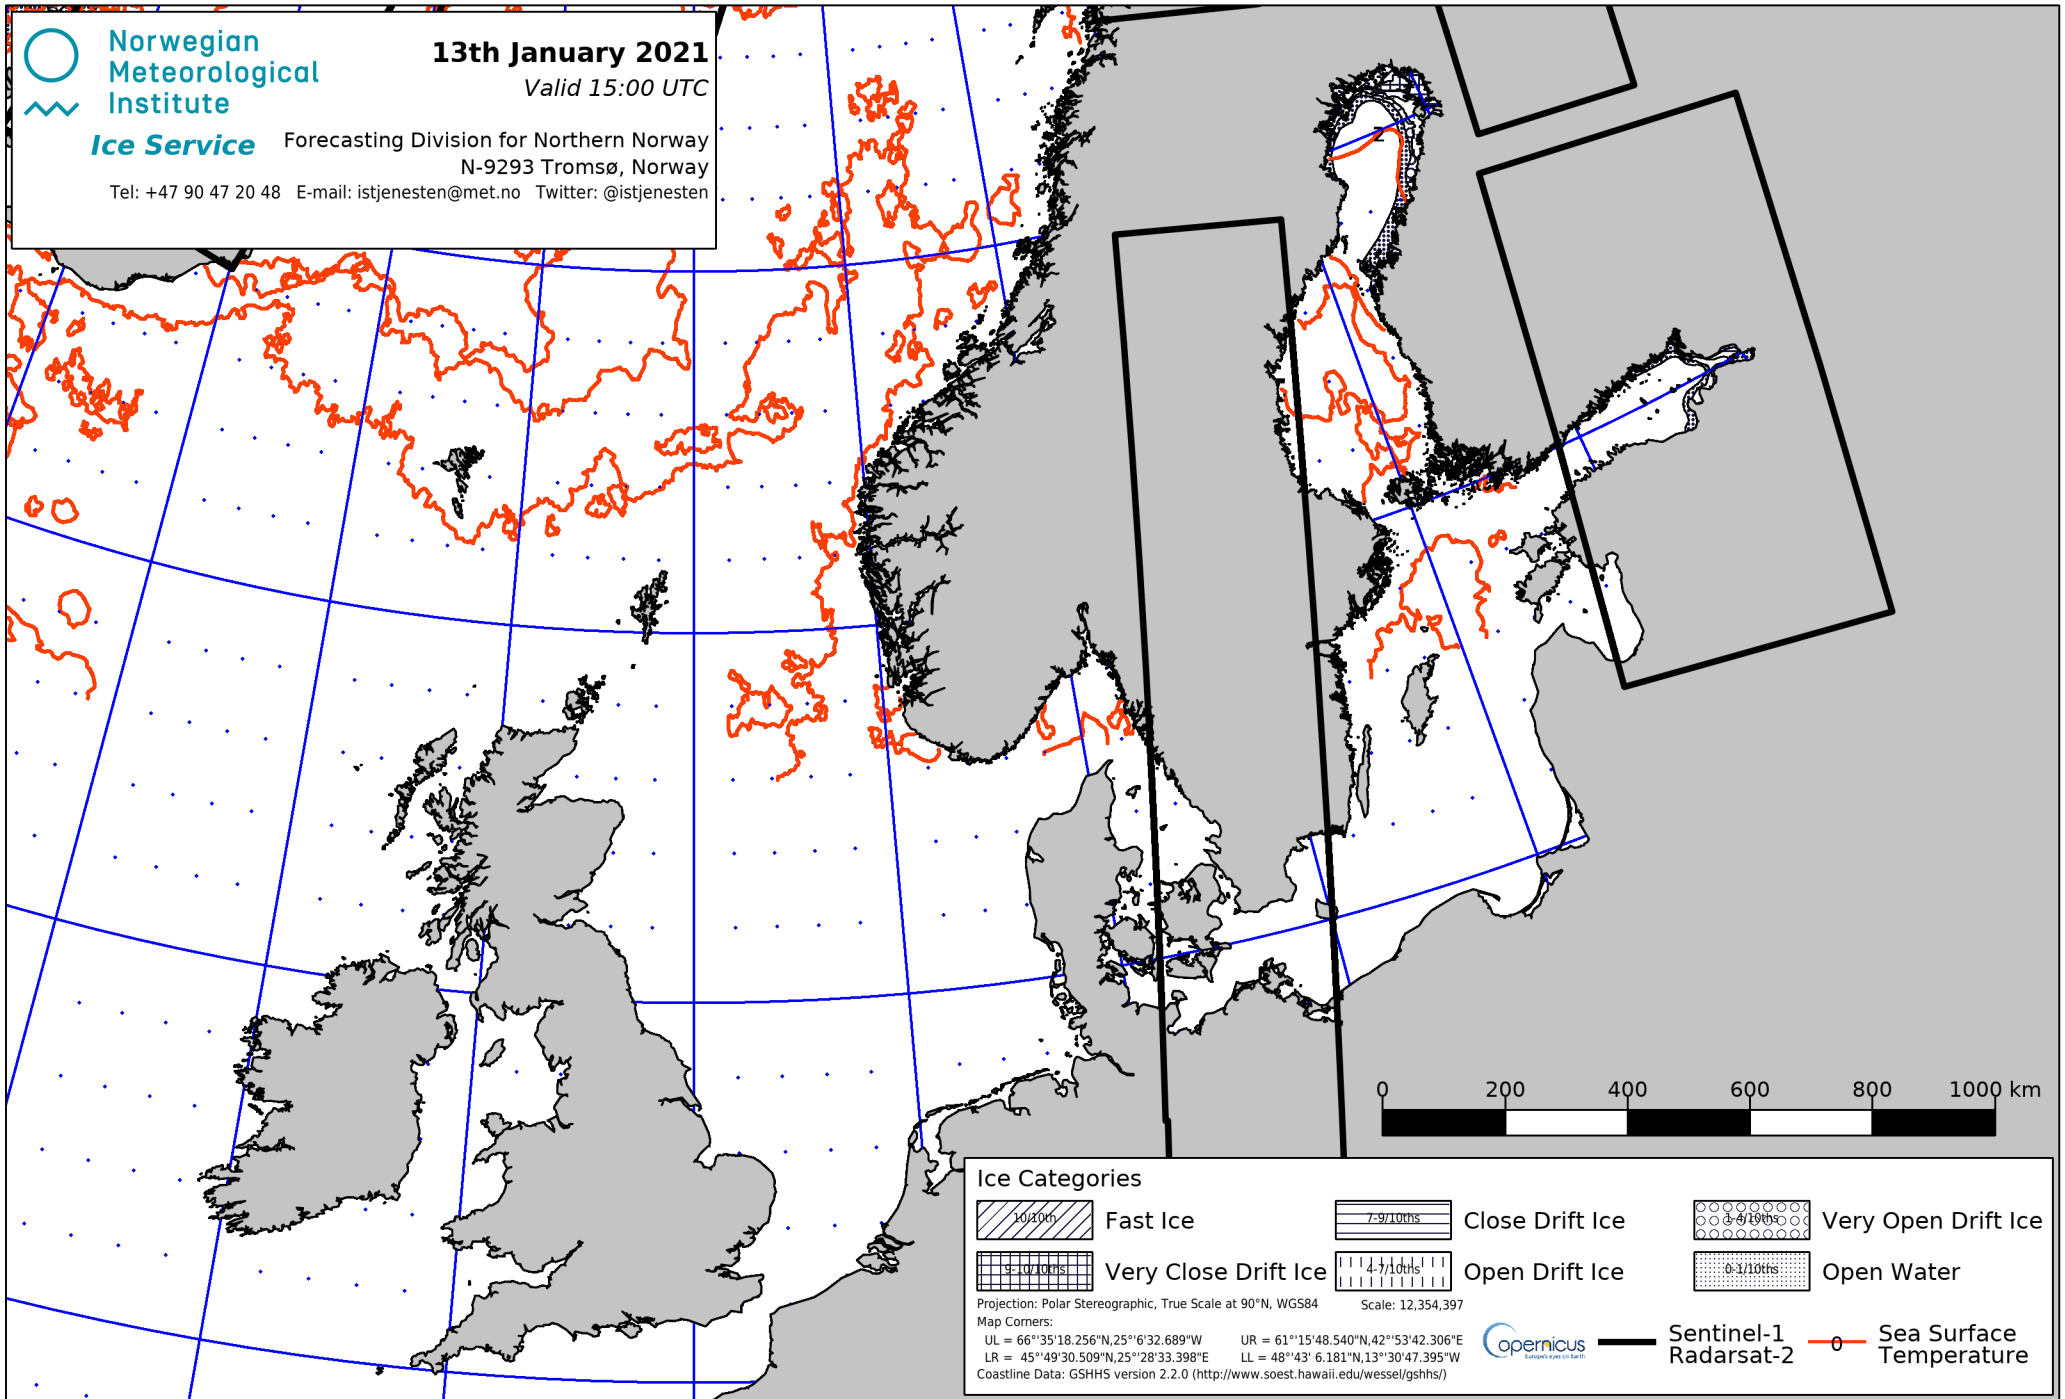 Norwegian
Meteorological
Institute
Ice Service
13th January 2021
Valid 15:00 UTC
Forecasting Division for Northern Norway
N-9293 Tromsø, Norway
Tel: +47 90 47 20 48 E-mail: istjenesten@met.no Twitter: @istjenesten
2
0 200 400 600 800 1000 km
Ice Categories
10/10th Fast Ice
7-9/10ths Close Drift Ice
1-4/10ths Very Open Drift Ice
9-10/10ths Very Close Drift Ice
4-7/10ths Open Drift Ice
0-1/10ths Open Water
Projection: Polar Stereographic, True Scale at 90°N, WGS84 Scale: 12,354,397
Map Corners:
UL = 66°'35'18.256"N,25°'6'32.689"W UR = 61°'15'48.540"N,42°'53'42.306"E
LR = 45°'49'30.509"N,25°'28'33.398"E LL = 48°'43' 6.181"N,13°'30'47.395"W
Coastline Data: GSHHS version 2.2.0 (http://www.soest.hawaii.edu/wessel/gshhs/)
opernicus
Europe's eyes on Earth
Sentinel-1
Radarsat-2
0
Sea Surface
Temperature